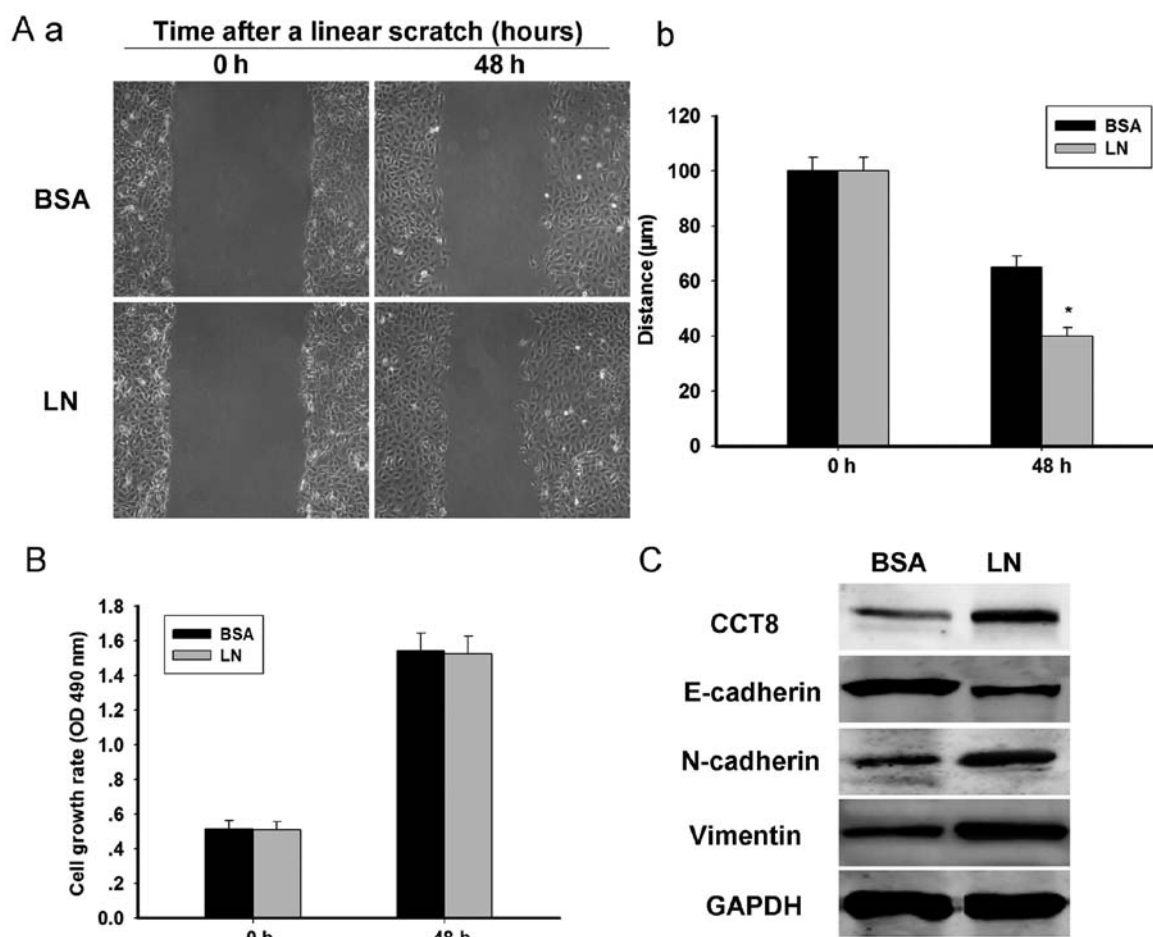 A a
Time after a linear scratch (hours)
0 h 48 h
BSA
LN
b
120
100
80
60
40
20
0
Distance (µm)
BSA
LN
*
0 h 48 h
B
1.8
1.6
1.4
1.2
1.0
.8
.6
.4
.2
0.0
Cell growth rate (OD 490 nm)
BSA
LN
0 h 48 h
C
BSA LN
CCT8
E-cadherin
N-cadherin
Vimentin
GAPDH